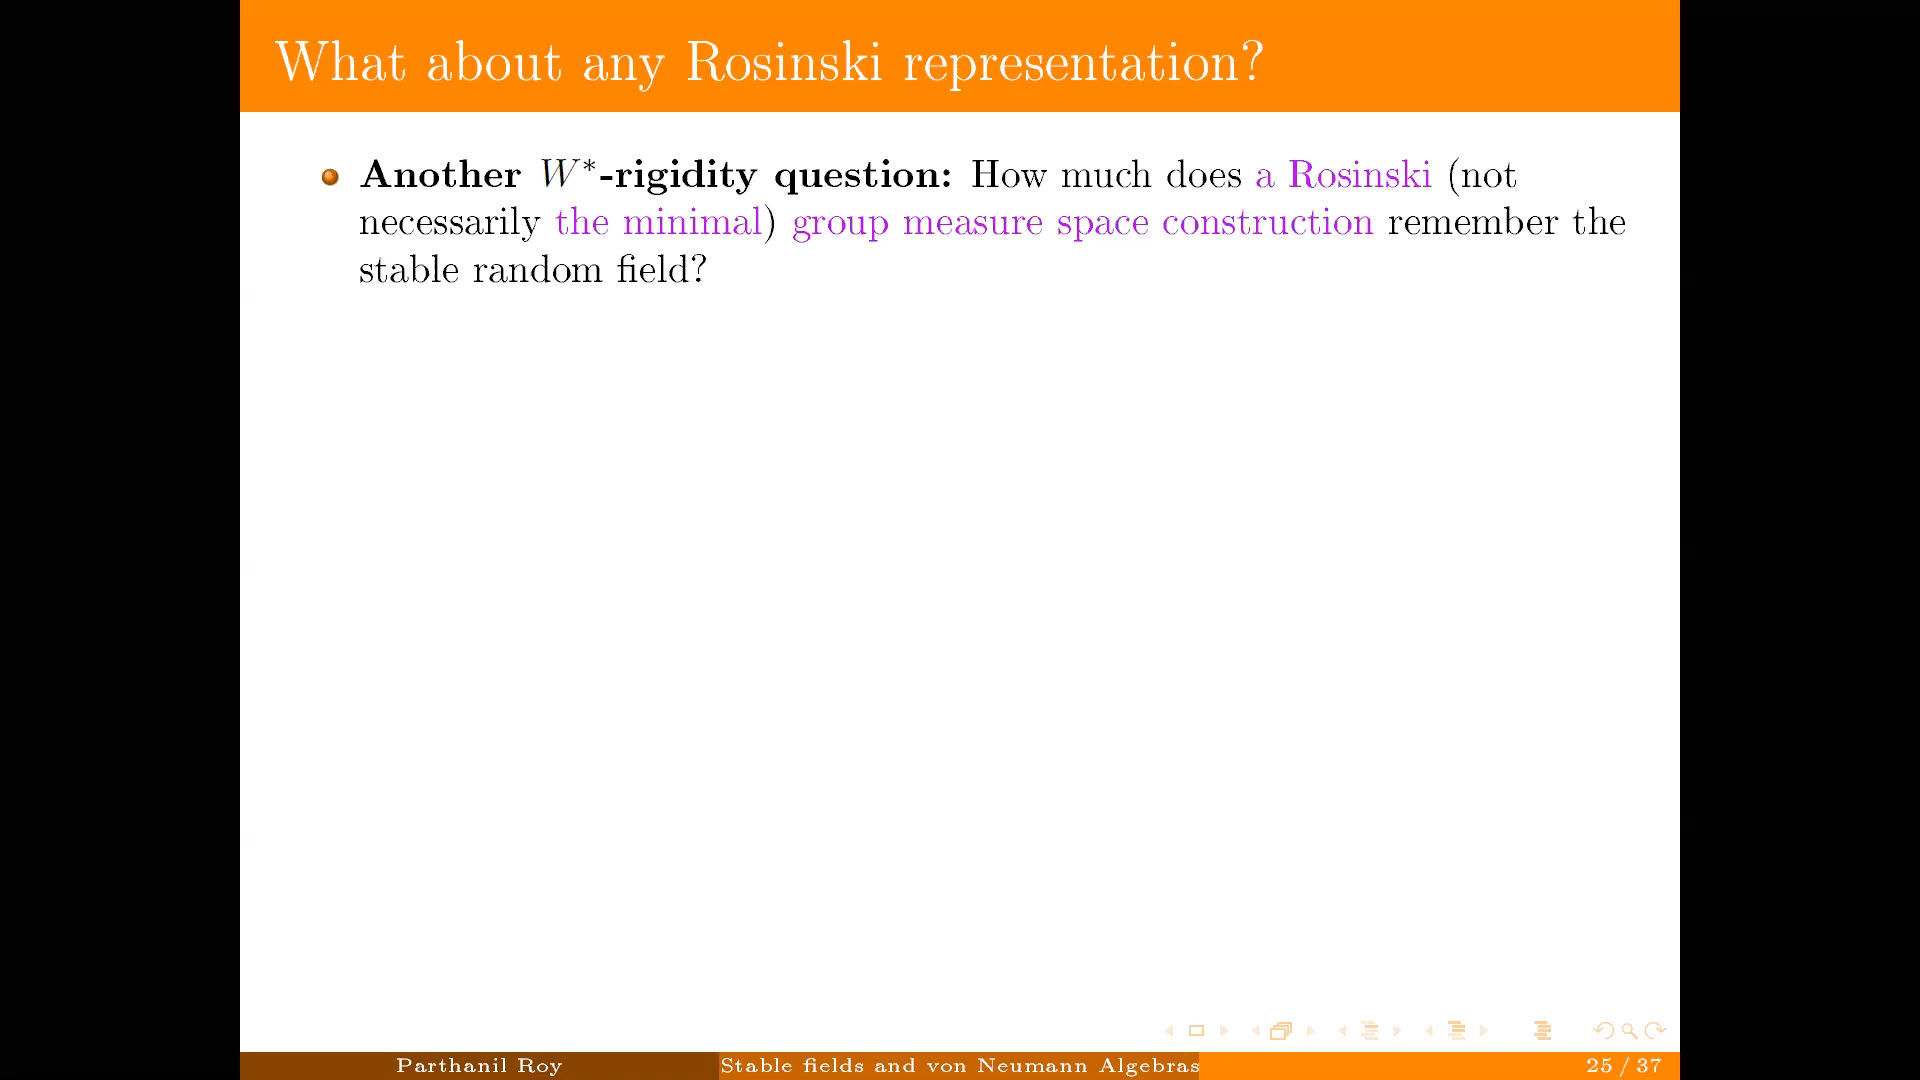 What about any Rosinski representation?
Another W*-rigidity question: How much does a Rosinski (not
necessarily the minimal) group measure space construction remember the
stable random field?
Parthanil Roy
Stable fields and von Neumann Algebras
25 / 37